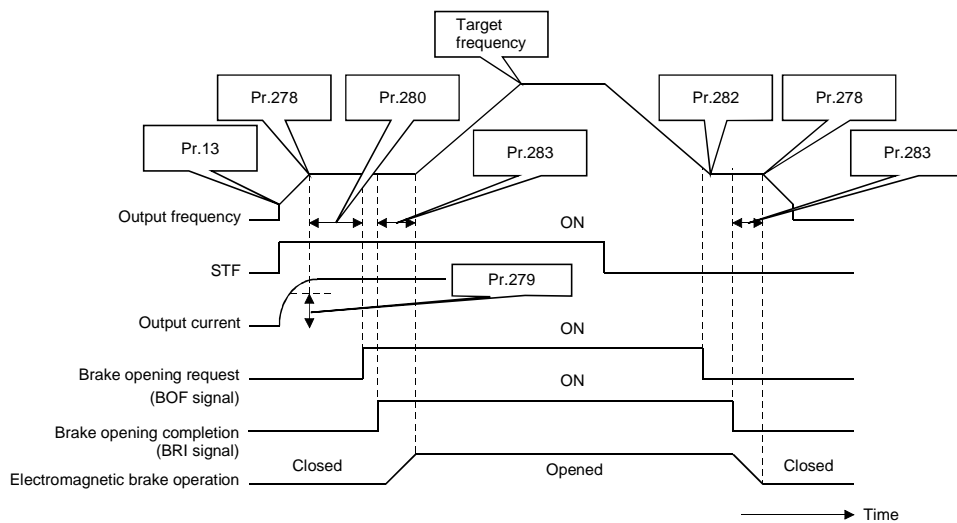 Target
frequency
Pr.278
Pr.280
Pr.282
Pr.278
Pr.13
Pr.283
Pr.283
Output frequency
ON
STF
Pr.279
Output current
ON
Brake opening request
(BOF signal)
ON
Brake opening completion
(BRI signal)
Closed
Opened
Closed
Electromagnetic brake operation
Time